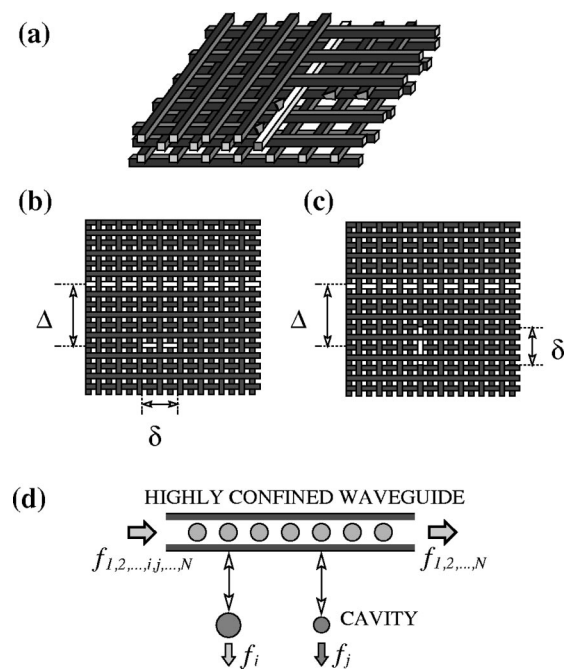 (a)
(b)
(c)
Δ
δ
Δ
δ
(d)
HIGHLY CONFINED WAVEGUIDE
f1,2,...,i,j,...,N
f1,2,...,N
CAVITY
fi
fj